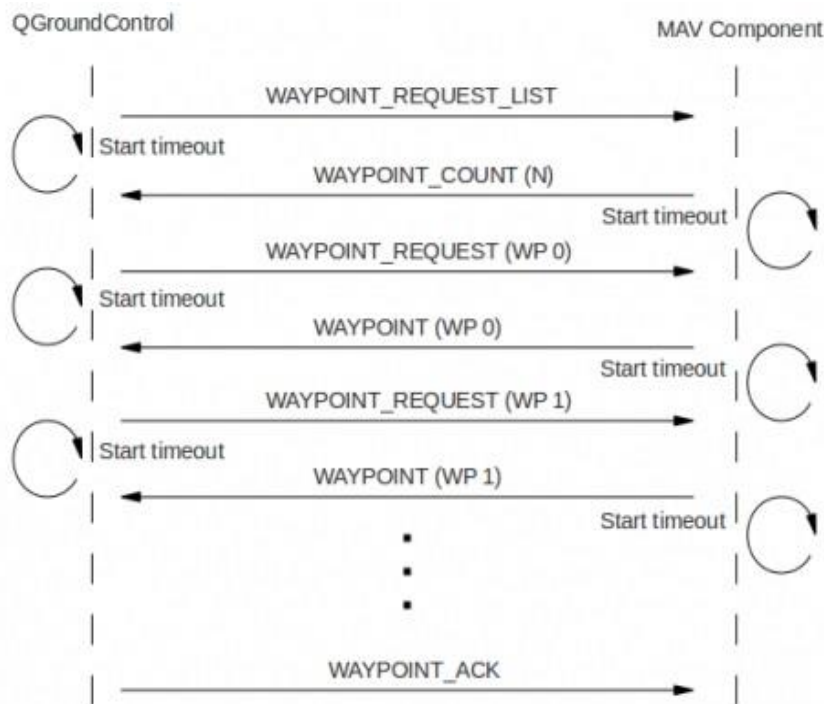 QGroundControl
MAV Component
WAYPOINT_REQUEST_LIST
Start timeout
WAYPOINT_COUNT (N)
Start timeout
WAYPOINT_REQUEST (WP 0)
Start timeout
WAYPOINT (WP 0)
Start timeout
WAYPOINT_REQUEST (WP 1)
Start timeout
WAYPOINT (WP 1)
Start timeout
WAYPOINT_ACK